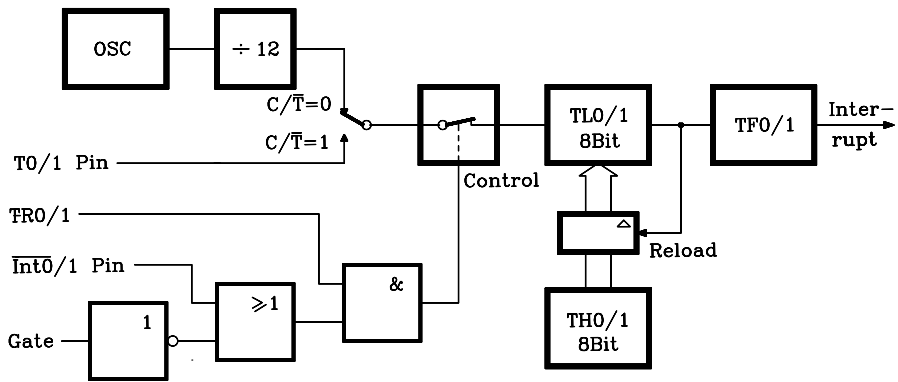 OSC
÷ 12
C/T̅=0
C/T̅=1
T0/1 Pin
Control
TL0/1
8Bit
TF0/1
Inter-
rupt
TR0/1
Reload
I̅n̅t̅0̅/1 Pin
&
≥1
TH0/1
8Bit
1
Gate